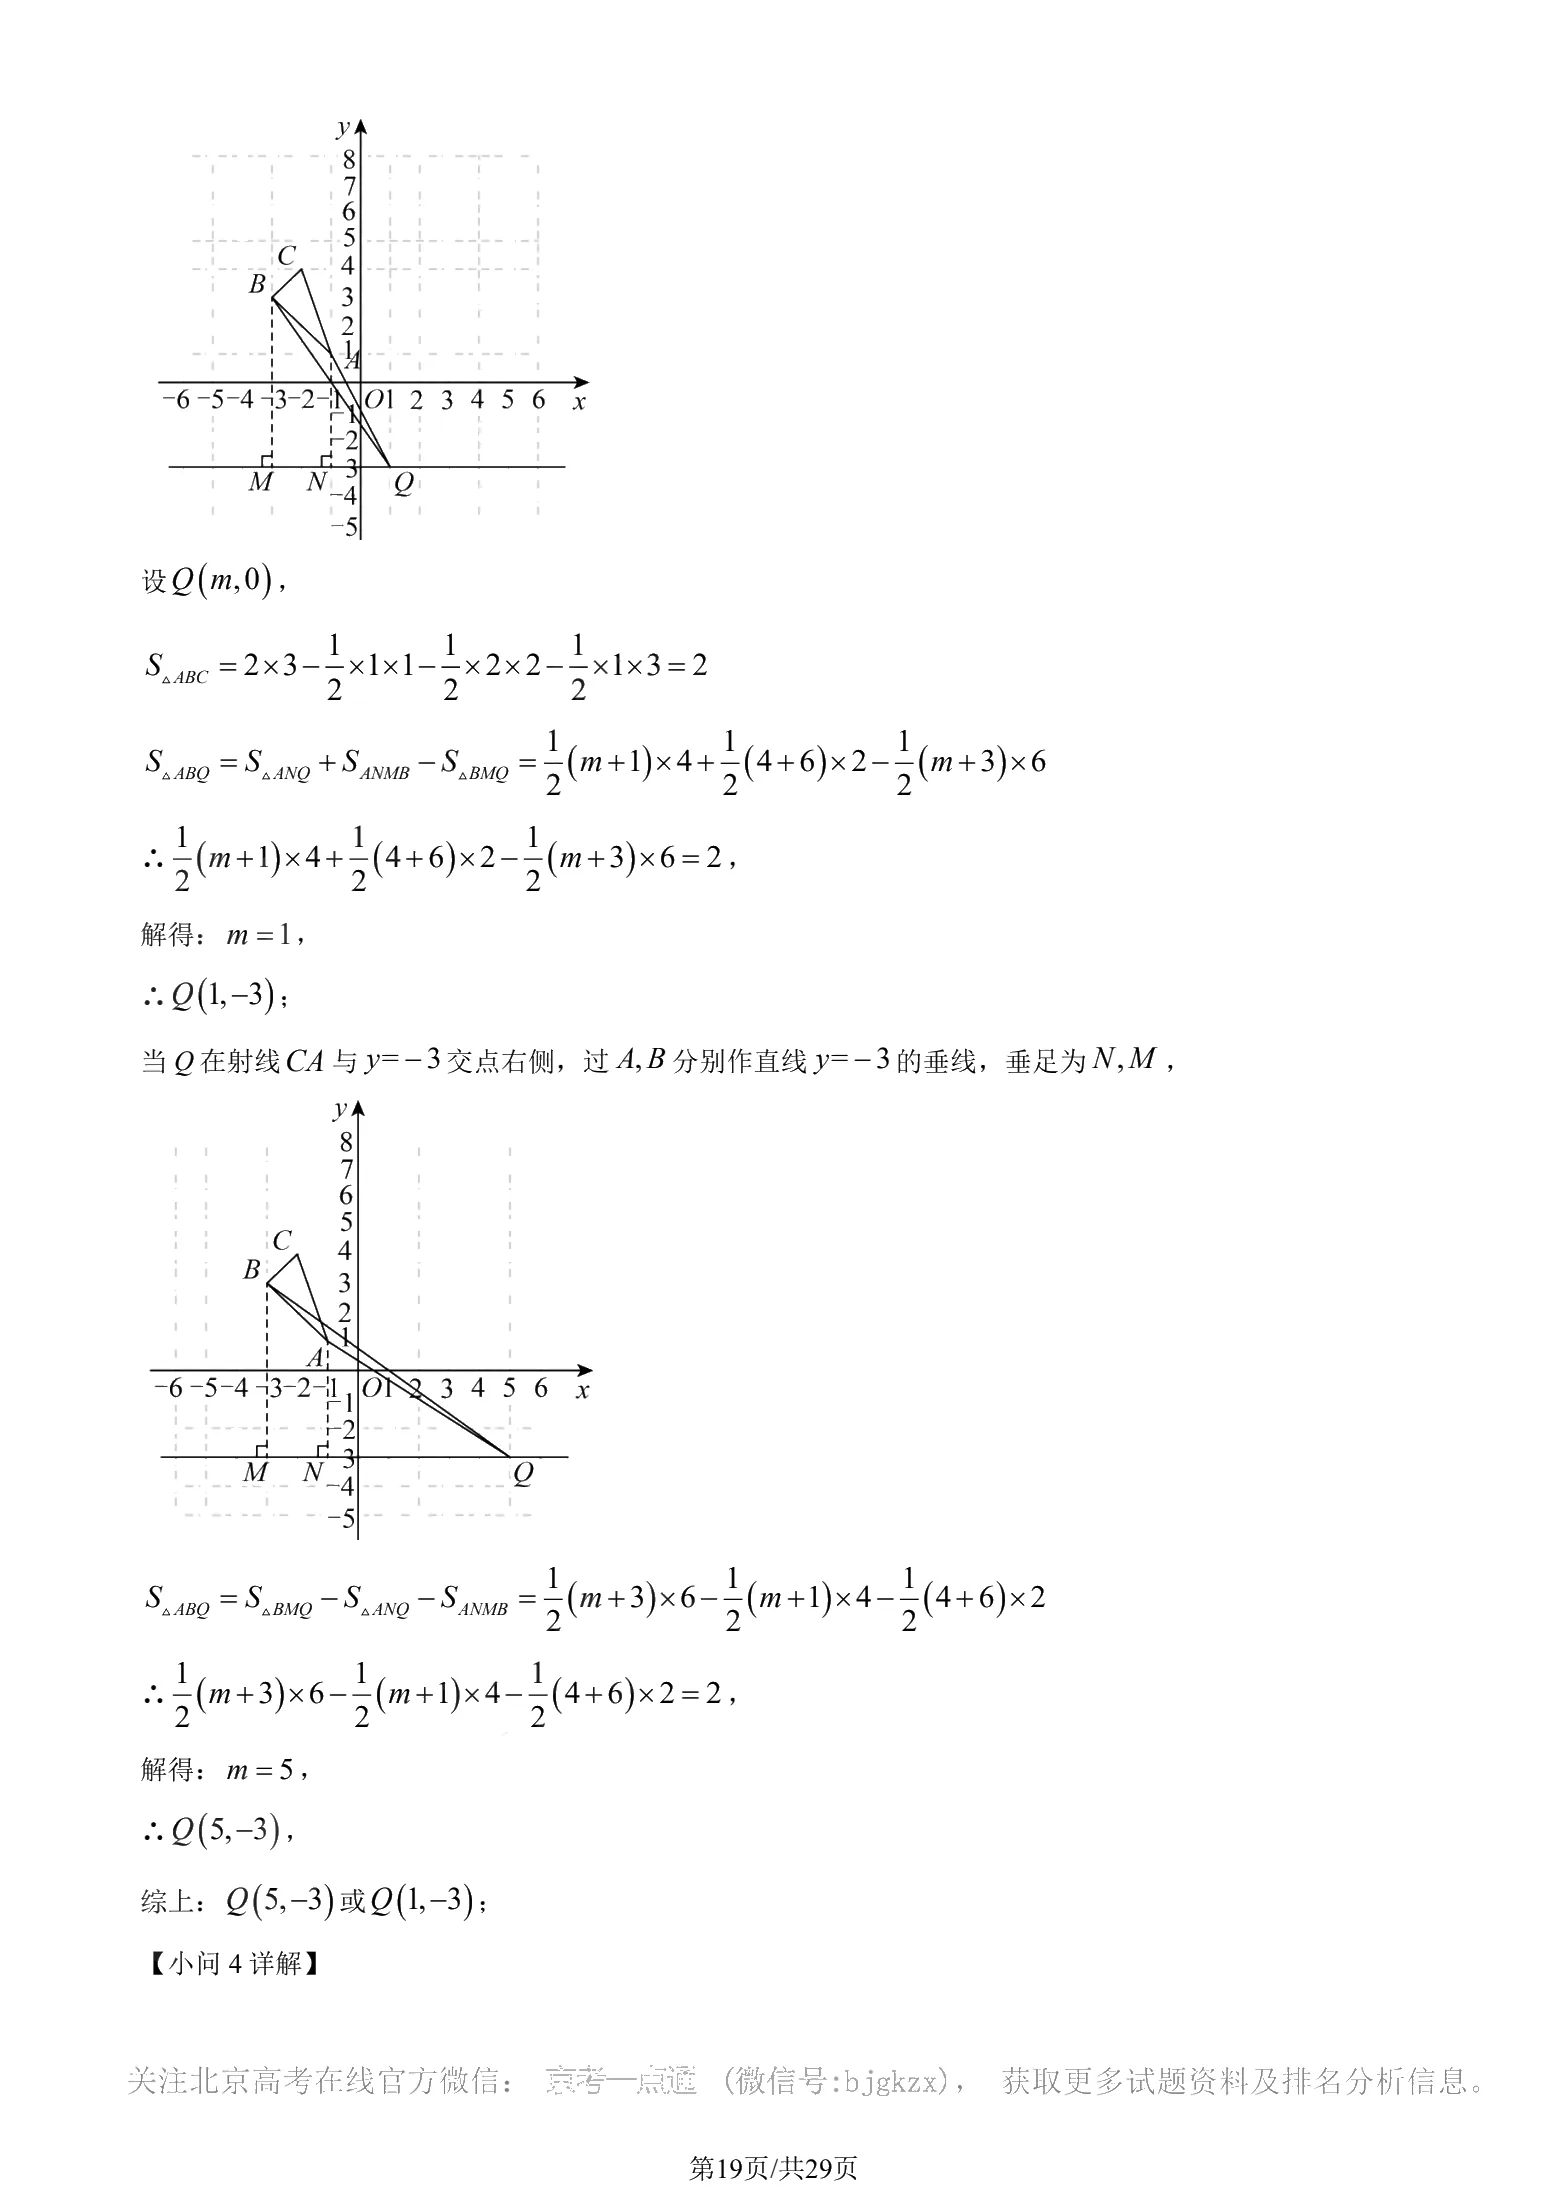 y
8
7
6
5
4
3
2
1
C
B
A
-6 -5 -4 -3 -2 -1 O 1 2 3 4 5 6 x
-1
-2
3
-4
-5
M N Q
设Q(m,0)，
S△ABC = 2×3−1/2×1×1−1/2×2×2−1/2×1×3=2
S△ABQ = S△ANQ + SANMB − S△BMQ = 1/2(m+1)×4+1/2(4+6)×2−1/2(m+3)×6
∴1/2(m+1)×4+1/2(4+6)×2−1/2(m+3)×6=2，
解得：m=1，
∴Q(1,−3)；
当Q在射线CA与y=−3交点右侧，过A,B分别作直线y=−3的垂线，垂足为N,M，
y
8
7
6
5
4
3
2
1
C
B
A
-6 -5 -4 -3 -2 -1 O 1 2 3 4 5 6 x
-1
-2
3
-4
-5
M N Q
S△ABQ = S△BMQ − S△ANQ − SANMB = 1/2(m+3)×6−1/2(m+1)×4−1/2(4+6)×2
∴1/2(m+3)×6−1/2(m+1)×4−1/2(4+6)×2=2，
解得：m=5，
∴Q(5,−3)，
综上：Q(5,−3)或Q(1,−3)；
【小问4详解】
关注北京高考在线官方微信：京考一点通（微信号:bjgkzx），获取更多试题资料及排名分析信息。
第19页/共29页